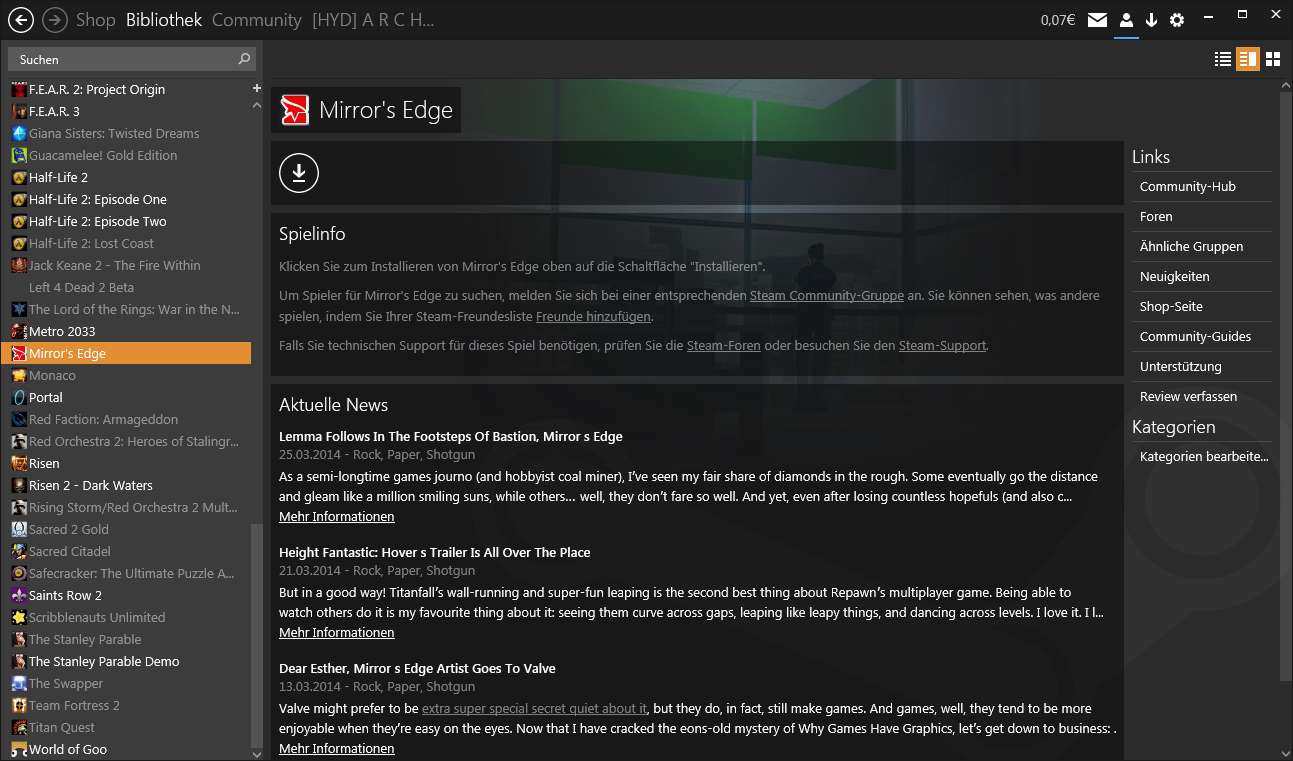 Shop Bibliothek Community [HYD] A R C H...
0,07€
Suchen
F.E.A.R. 2: Project Origin
F.E.A.R. 3
Giana Sisters: Twisted Dreams
Guacamelee! Gold Edition
Half-Life 2
Half-Life 2: Episode One
Half-Life 2: Episode Two
Half-Life 2: Lost Coast
Jack Keane 2 - The Fire Within
Left 4 Dead 2 Beta
The Lord of the Rings: War in the N...
Metro 2033
Mirror's Edge
Monaco
Portal
Red Faction: Armageddon
Red Orchestra 2: Heroes of Stalingr...
Risen
Risen 2 - Dark Waters
Rising Storm/Red Orchestra 2 Mult...
Sacred 2 Gold
Sacred Citadel
Safecracker: The Ultimate Puzzle A...
Saints Row 2
Scribblenauts Unlimited
The Stanley Parable
The Stanley Parable Demo
The Swapper
Team Fortress 2
Titan Quest
World of Goo
Mirror's Edge
Spielinfo
Klicken Sie zum Installieren von Mirror's Edge oben auf die Schaltfläche "Installieren".
Um Spieler für Mirror's Edge zu suchen, melden Sie sich bei einer entsprechenden Steam Community-Gruppe an. Sie können sehen, was andere
spielen, indem Sie Ihrer Steam-Freundesliste Freunde hinzufügen.
Falls Sie technischen Support für dieses Spiel benötigen, prüfen Sie die Steam-Foren oder besuchen Sie den Steam-Support.
Aktuelle News
Lemma Follows In The Footsteps Of Bastion, Mirror s Edge
25.03.2014 - Rock, Paper, Shotgun
As a semi-longtime games journo (and hobbyist coal miner), I've seen my fair share of diamonds in the rough. Some eventually go the distance
and gleam like a million smiling suns, while others... well, they don't fare so well. And yet, even after losing countless hopefuls (and also c...
Mehr Informationen
Height Fantastic: Hover s Trailer Is All Over The Place
21.03.2014 - Rock, Paper, Shotgun
But in a good way! Titanfall's wall-running and super-fun leaping is the second best thing about Repawn's multiplayer game. Being able to
watch others do it is my favourite thing about it: seeing them curve across gaps, leaping like leapy things, and dancing across levels. I love it. I l...
Mehr Informationen
Dear Esther, Mirror s Edge Artist Goes To Valve
13.03.2014 - Rock, Paper, Shotgun
Valve might prefer to be extra super special secret quiet about it, but they do, in fact, still make games. And games, well, they tend to be more
enjoyable when they're easy on the eyes. Now that I have cracked the eons-old mystery of Why Games Have Graphics, let's get down to business: .
Mehr Informationen
Links
Community-Hub
Foren
Ähnliche Gruppen
Neuigkeiten
Shop-Seite
Community-Guides
Unterstützung
Review verfassen
Kategorien
Kategorien bearbeite...